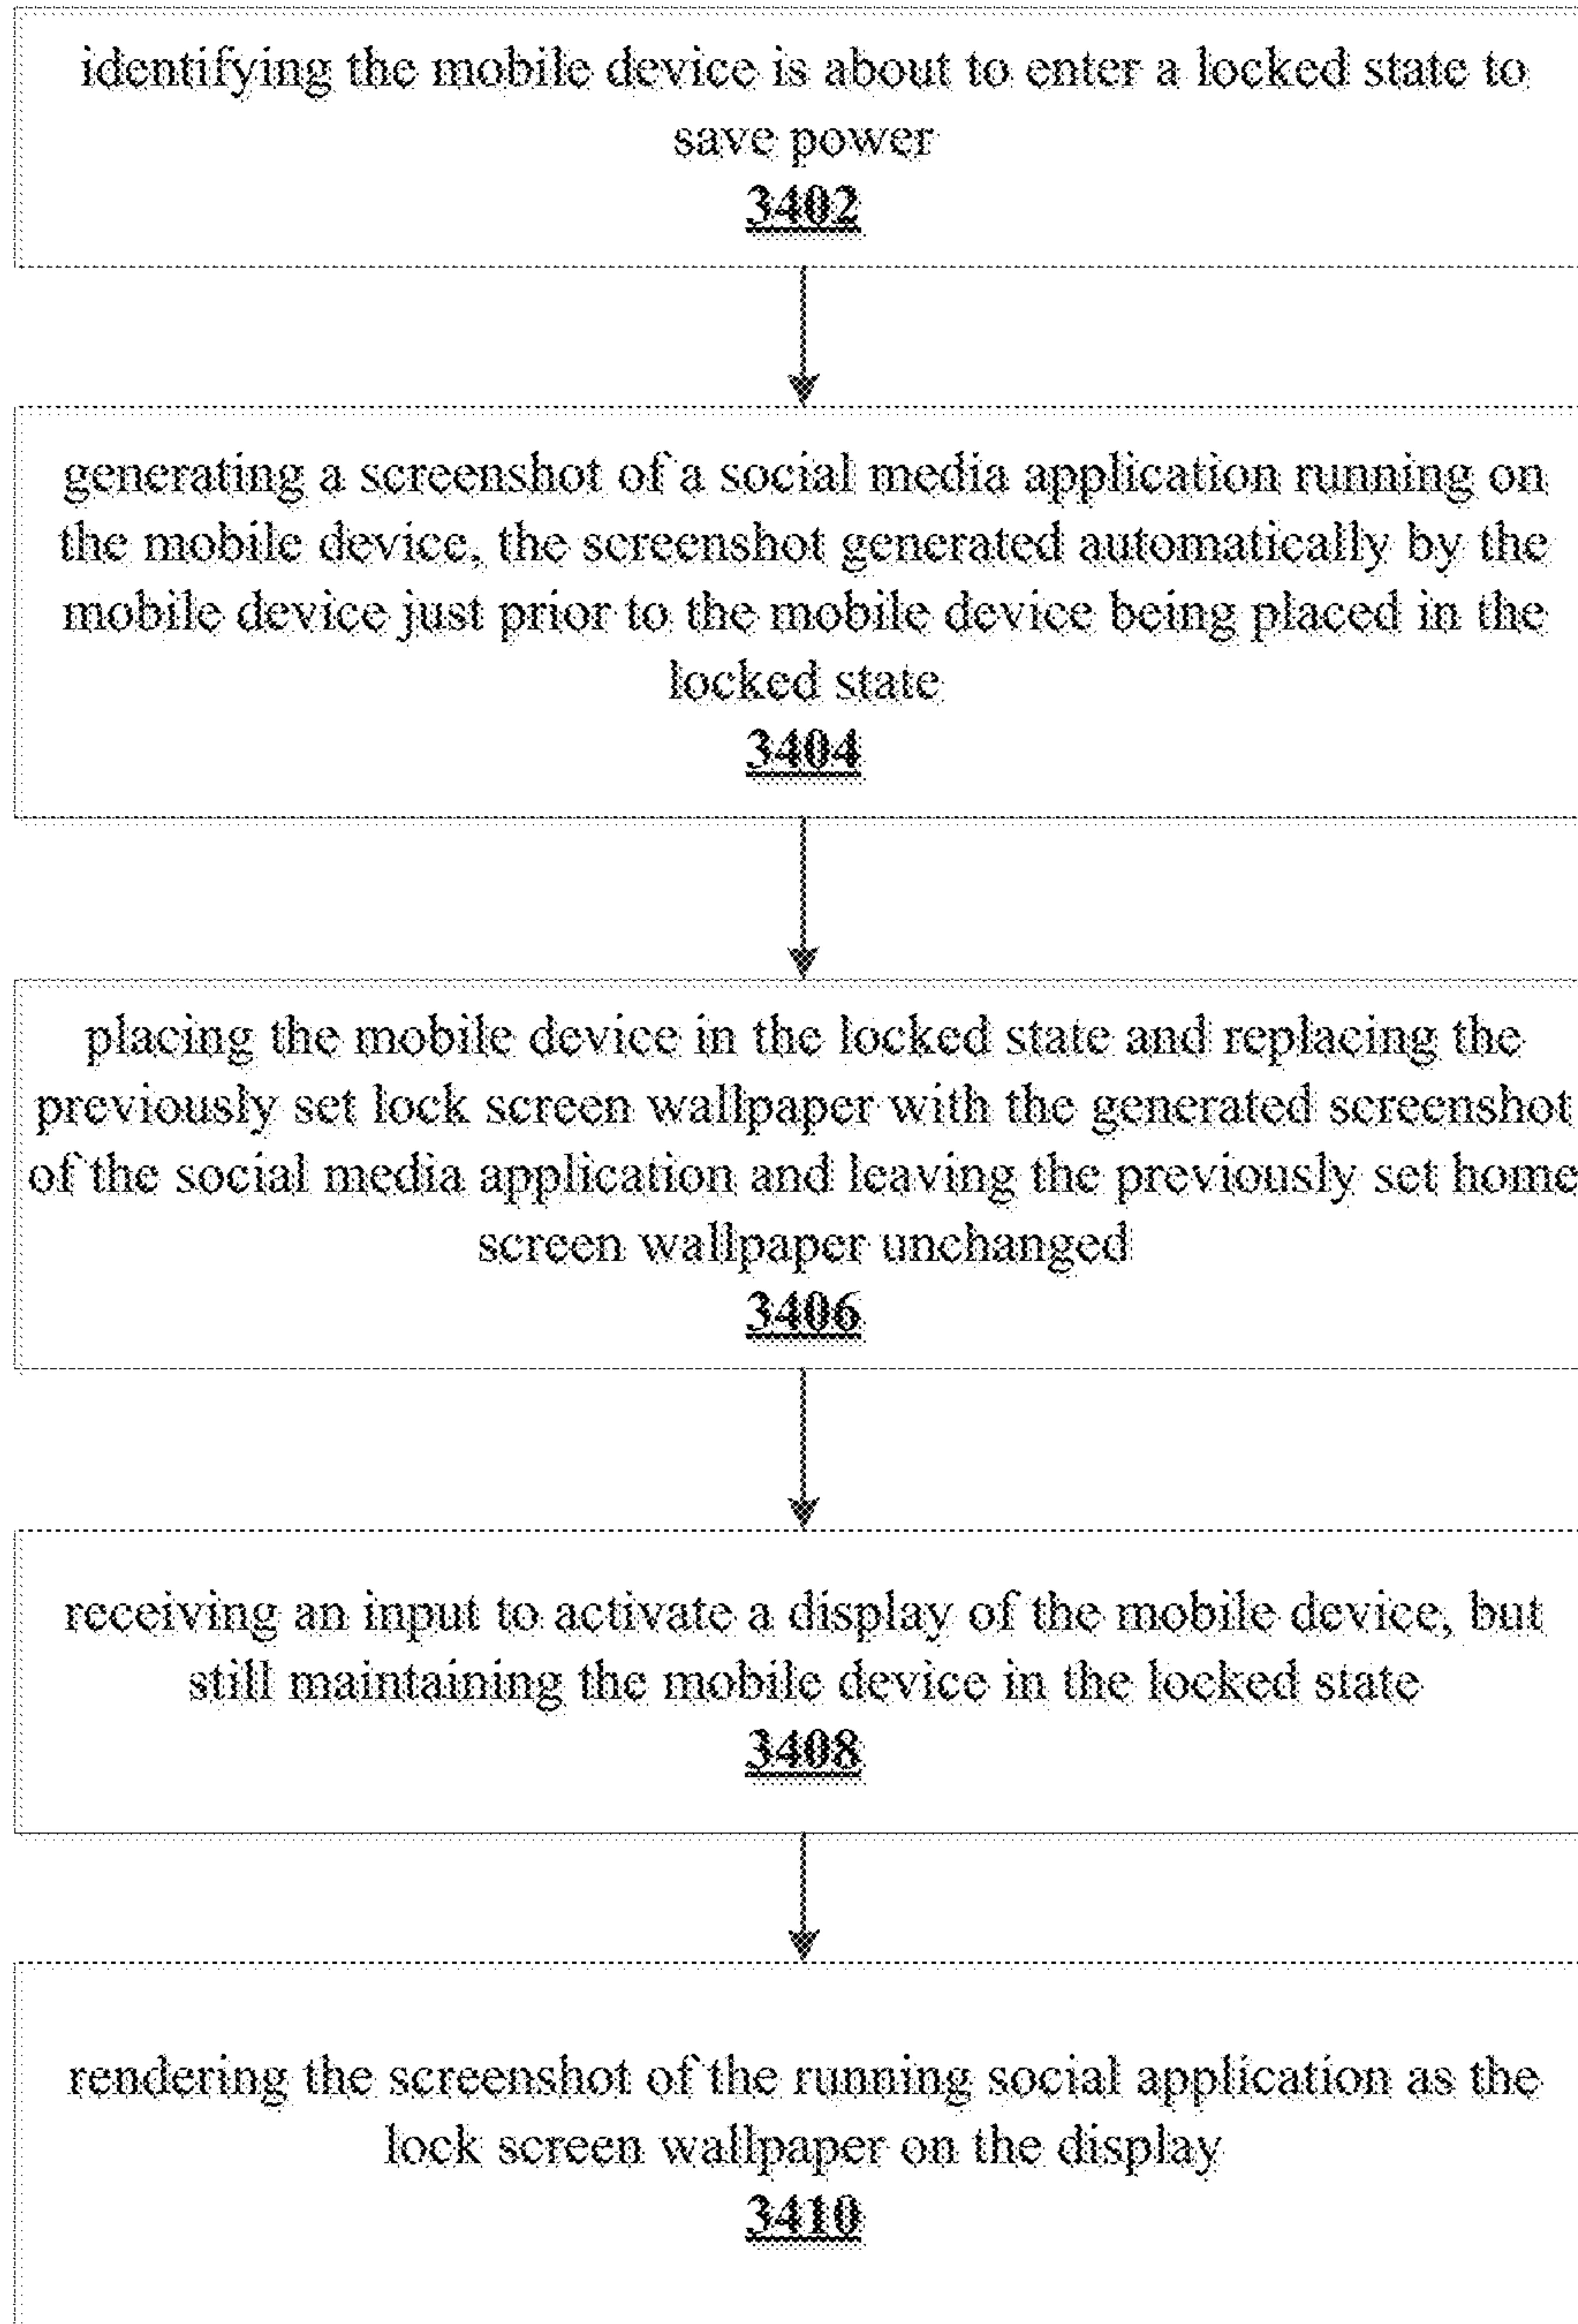 identifying the mobile device is about to enter a locked state to
save power
3402
generating a screenshot of a social media application running on
the mobile device, the screenshot generated automatically by the
mobile device just prior to the mobile device being placed in the
locked state
3404
placing the mobile device in the locked state and replacing the
previously set lock screen wallpaper with the generated screenshot
of the social media application and leaving the previously set home
screen wallpaper unchanged
3406
receiving an input to activate a display of the mobile device, but
still maintaining the mobile device in the locked state
3408
rendering the screenshot of the running social application as the
lock screen wallpaper on the display
3410